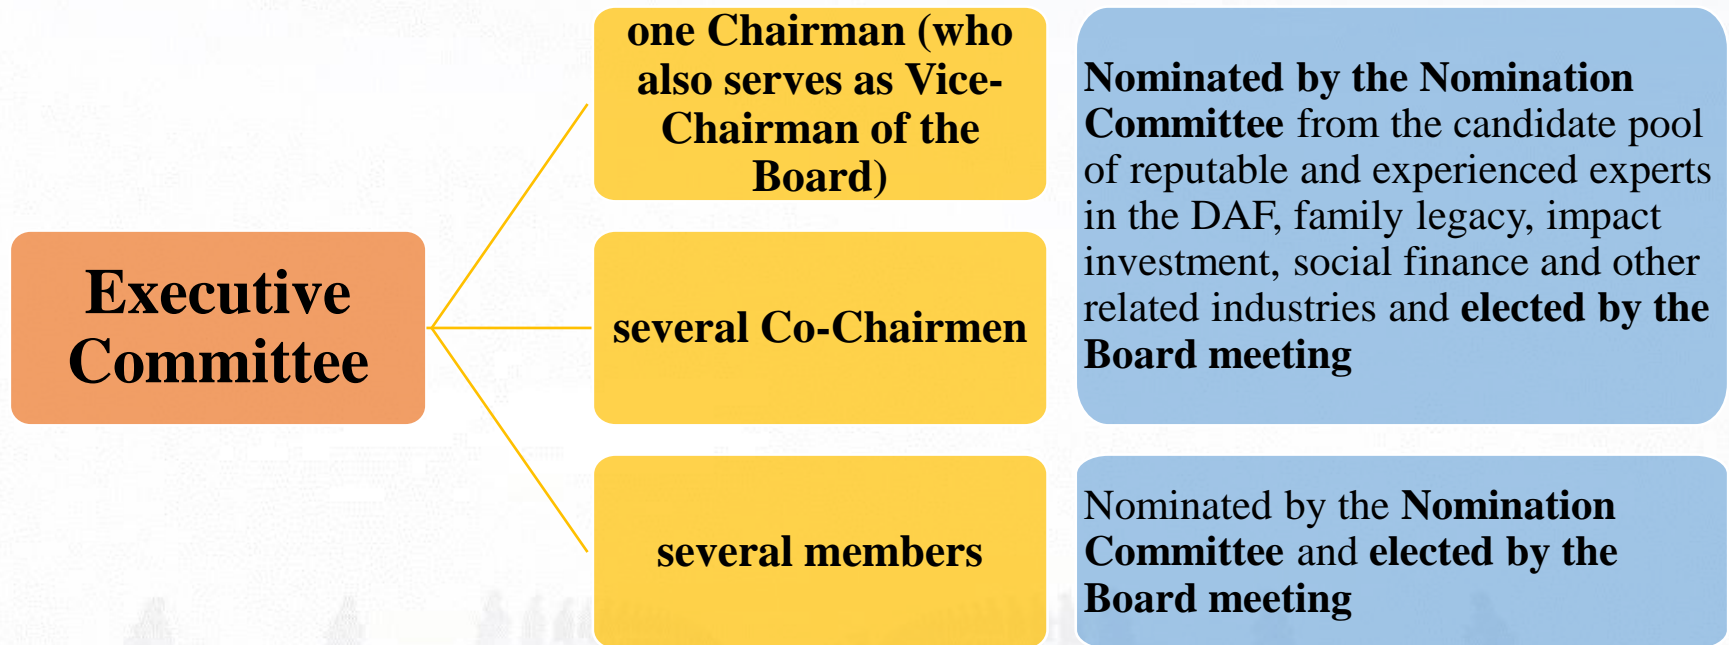 Executive
Committee
one Chairman (who
also serves as Vice-
Chairman of the
Board)
several Co-Chairmen
several members
Nominated by the Nomination
Committee from the candidate pool
of reputable and experienced experts
in the DAF, family legacy, impact
investment, social finance and other
related industries and elected by the
Board meeting
Nominated by the Nomination
Committee and elected by the
Board meeting